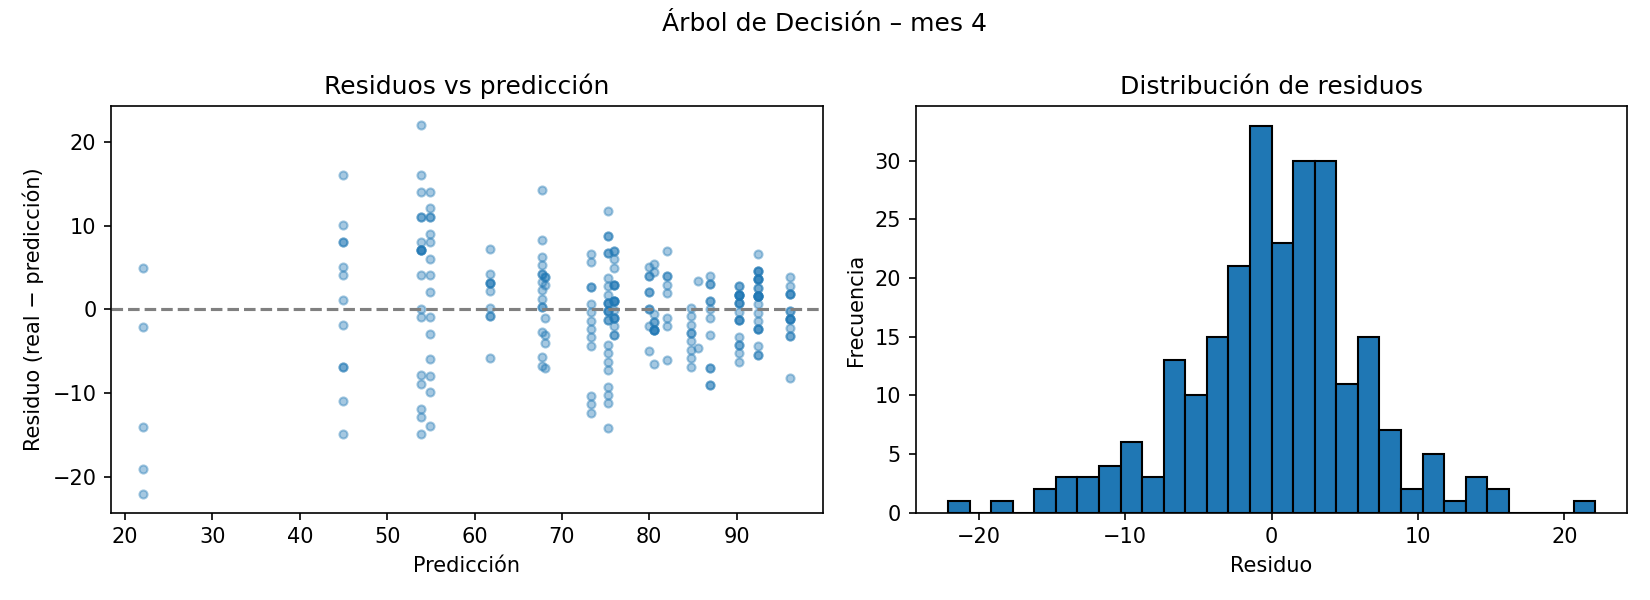 Árbol de Decisión – mes 4
Residuos vs predicción
Residuo (real − predicción)
20
10
0
−10
−20
20 30 40 50 60 70 80 90
Predicción
Distribución de residuos
Frecuencia
30
25
20
15
10
5
0
−20 −10 0 10 20
Residuo